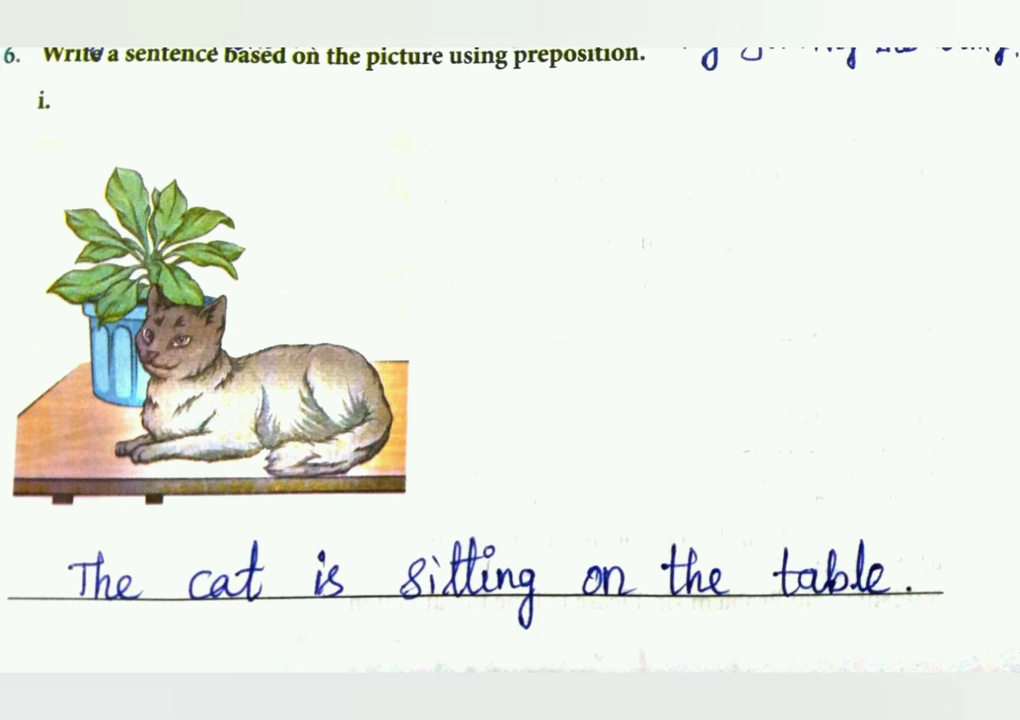 6. Write a sentence based on the picture using preposition.
i.
The cat is sitting on the table.